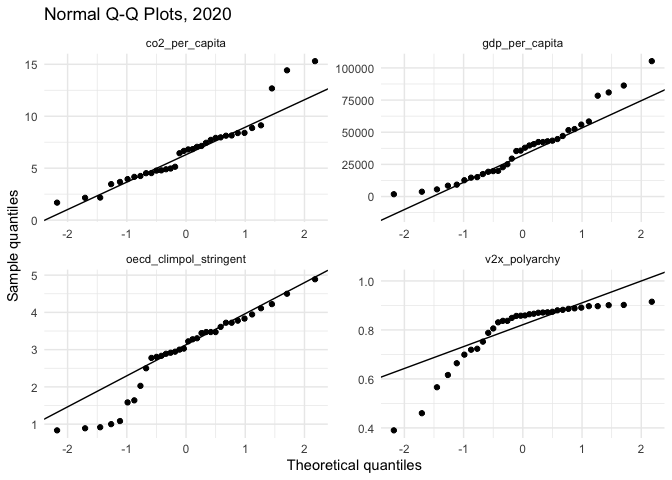 Normal Q-Q Plots, 2020
co2_per_capita
gdp_per_capita
15
10
5
0
-2 -1 0 1 2
100000
75000
50000
25000
0
-2 -1 0 1 2
Sample quantiles
oecd_climpol_stringent
v2x_polyarchy
5
4
3
2
1
-2 -1 0 1 2
1.0
0.8
0.6
0.4
-2 -1 0 1 2
Theoretical quantiles